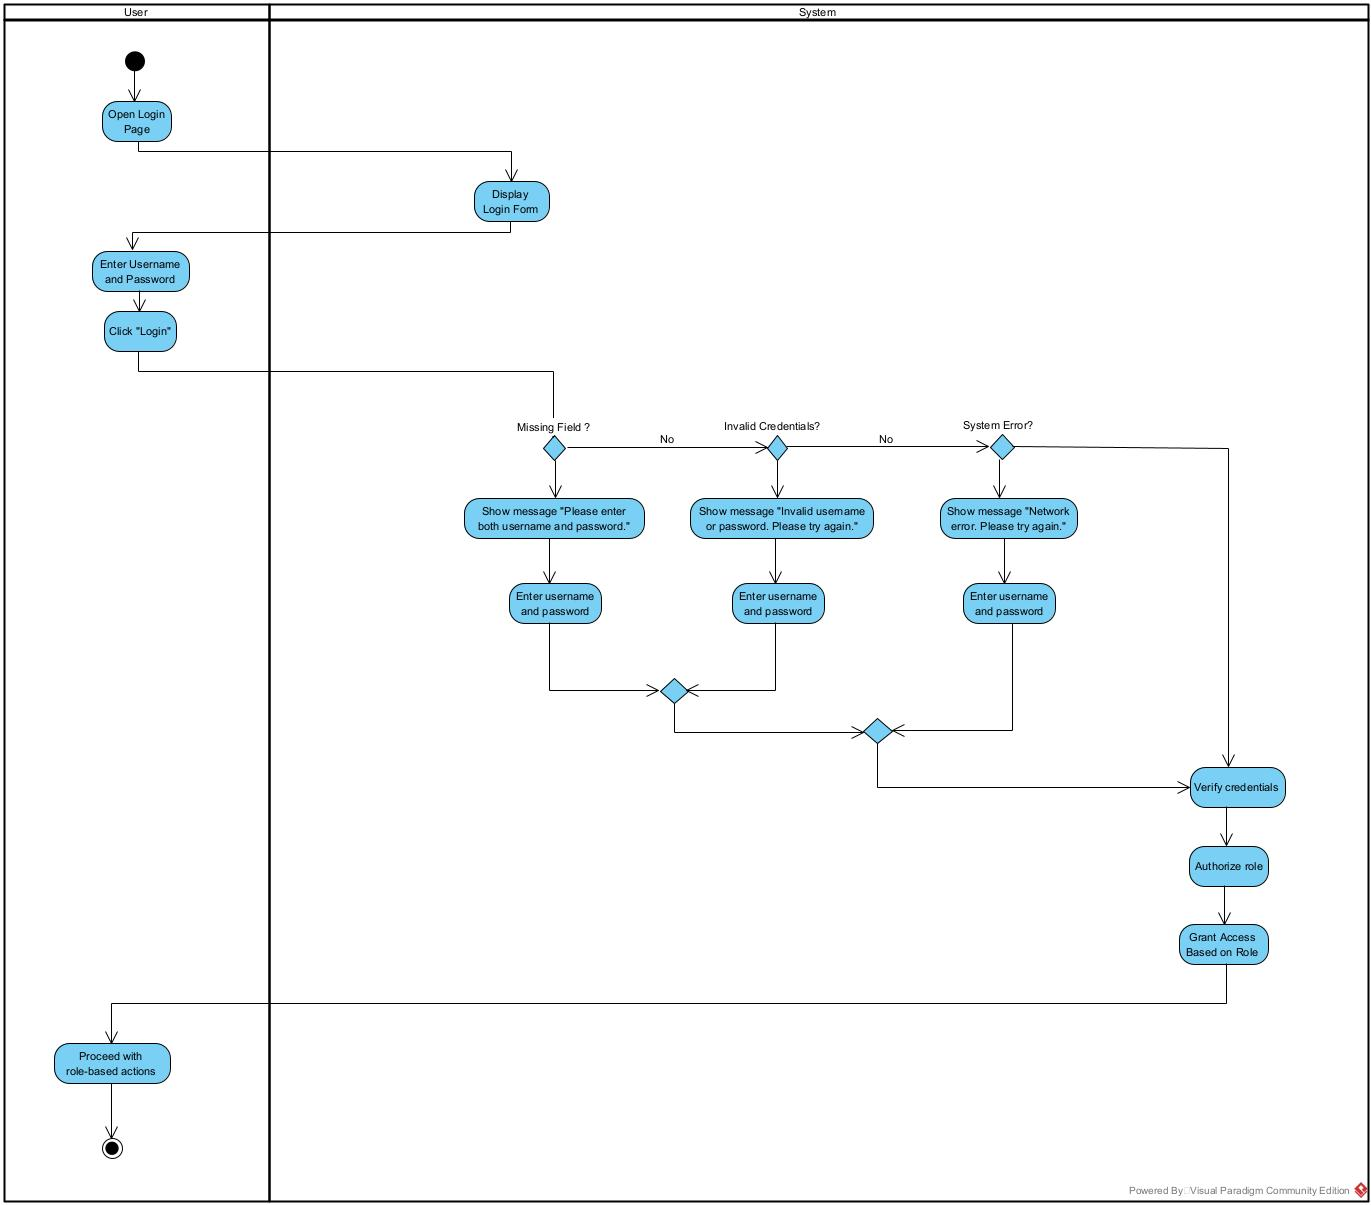 User
System
Open Login
Page
Display
Login Form
Enter Username
and Password
Click "Login"
Missing Field ?
Invalid Credentials?
System Error?
No
No
Show message "Please enter
both username and password."
Show message "Invalid username
or password. Please try again."
Show message "Network
error. Please try again."
Enter username
and password
Enter username
and password
Enter username
and password
Verify credentials
Authorize role
Grant Access
Based on Role
Proceed with
role-based actions
Powered By Visual Paradigm Community Edition